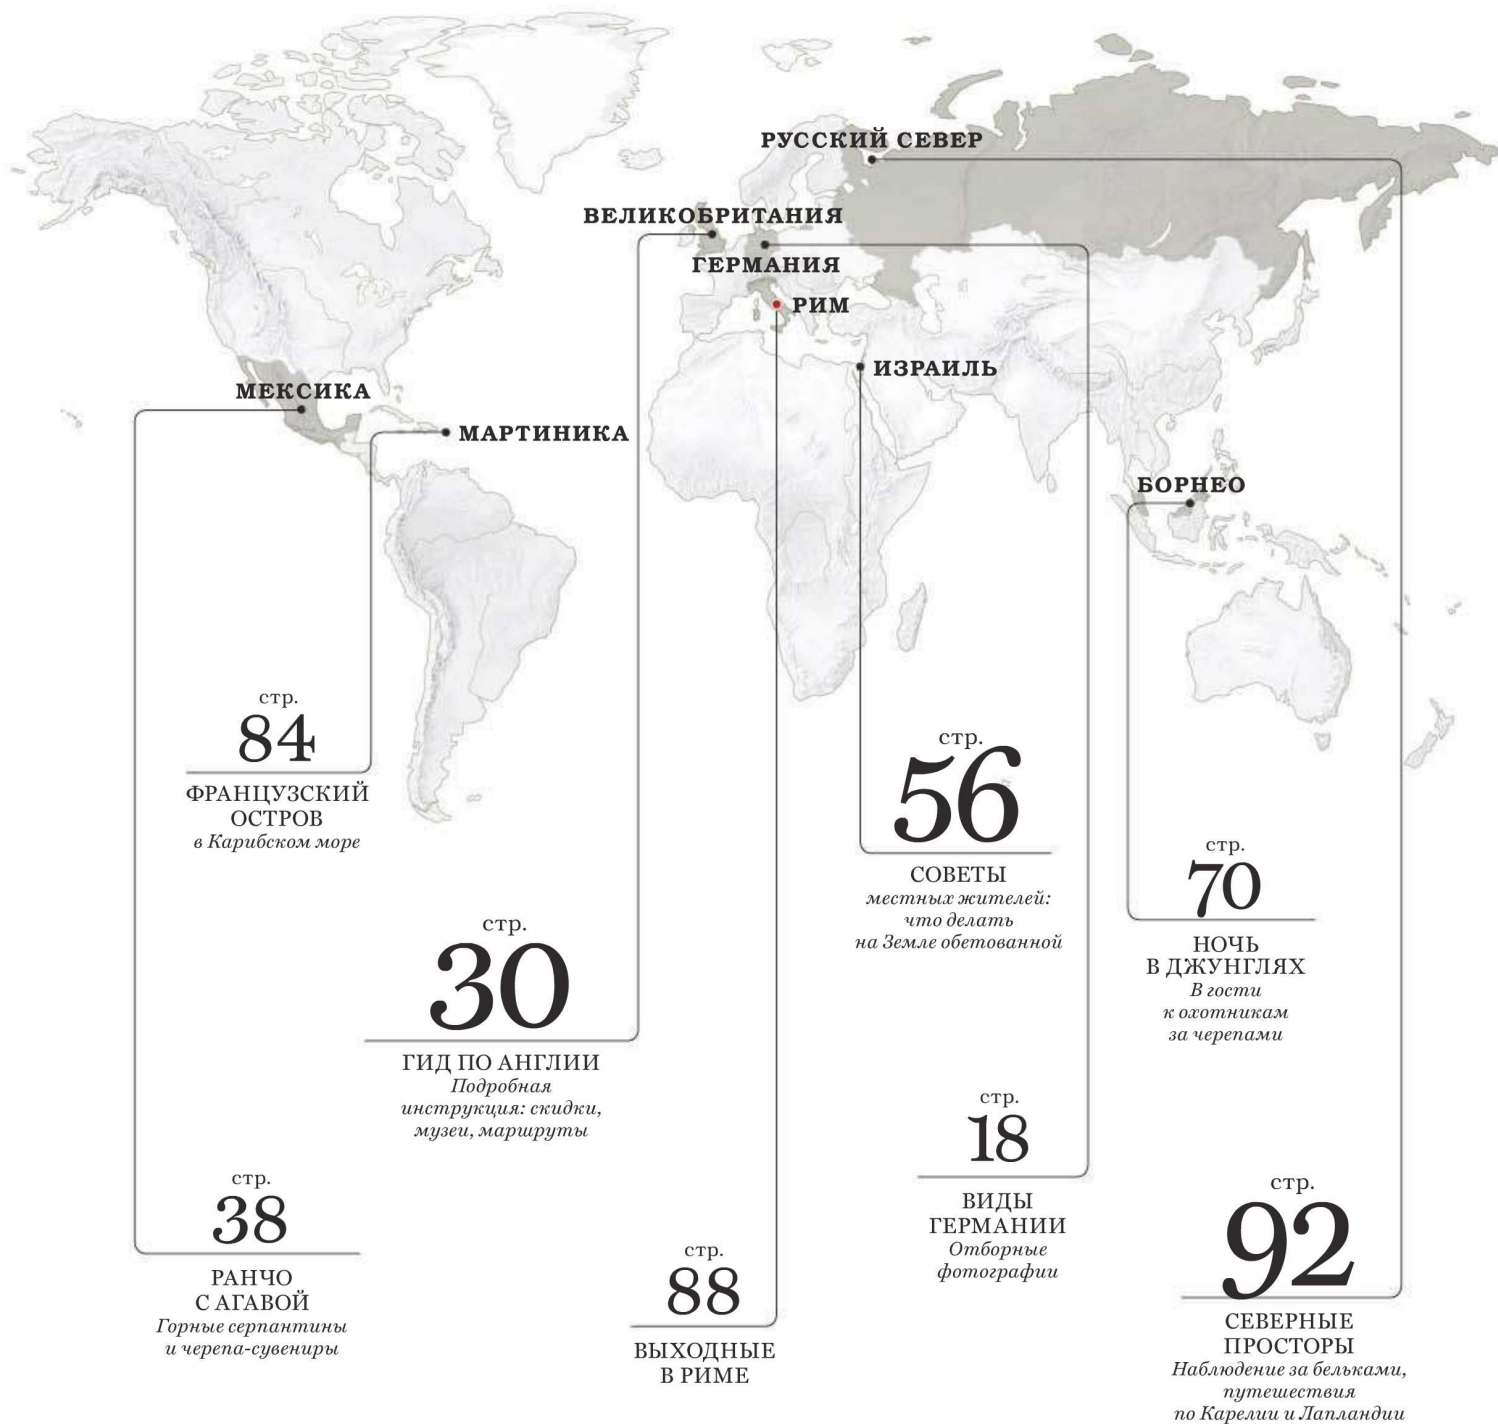 РУССКИЙ СЕВЕР
ВЕЛИКОБРИТАНИЯ
ГЕРМАНИЯ
РИМ
ИЗРАИЛЬ
МЕКСИКА
МАРТИНИКА
БОРНЕО
стр.
84
ФРАНЦУЗСКИЙ
ОСТРОВ
в Карибском море
стр.
56
СОВЕТЫ
местных жителей:
что делать
на Земле обетованной
стр.
70
НОЧЬ
В ДЖУНГЛЯХ
В гости
к охотникам
за черепами
стр.
30
ГИД ПО АНГЛИИ
Подробная
инструкция: скидки,
музеи, маршруты
стр.
18
ВИДЫ
ГЕРМАНИИ
Отборные
фотографии
стр.
38
РАНЧО
С АГАВОЙ
Горные серпантины
и черепа-сувениры
стр.
88
ВЫХОДНЫЕ
В РИМЕ
стр.
92
СЕВЕРНЫЕ
ПРОСТОРЫ
Наблюдение за бельками,
путешествия
по Карелии и Лапландии